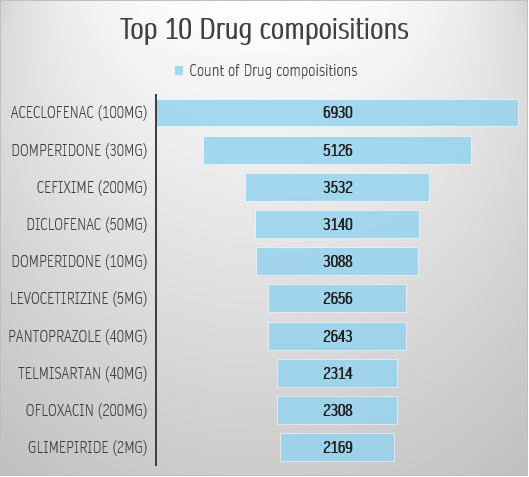 Top 10 Drug compoisitions
Count of Drug compoisitions
ACECLOFENAC (100MG) 6930
DOMPERIDONE (30MG) 5126
CEFIXIME (200MG) 3532
DICLOFENAC (50MG) 3140
DOMPERIDONE (10MG) 3088
LEVOCETIRIZINE (5MG) 2656
PANTOPRAZOLE (40MG) 2643
TELMISARTAN (40MG) 2314
OFLOXACIN (200MG) 2308
GLIMEPIRIDE (2MG) 2169